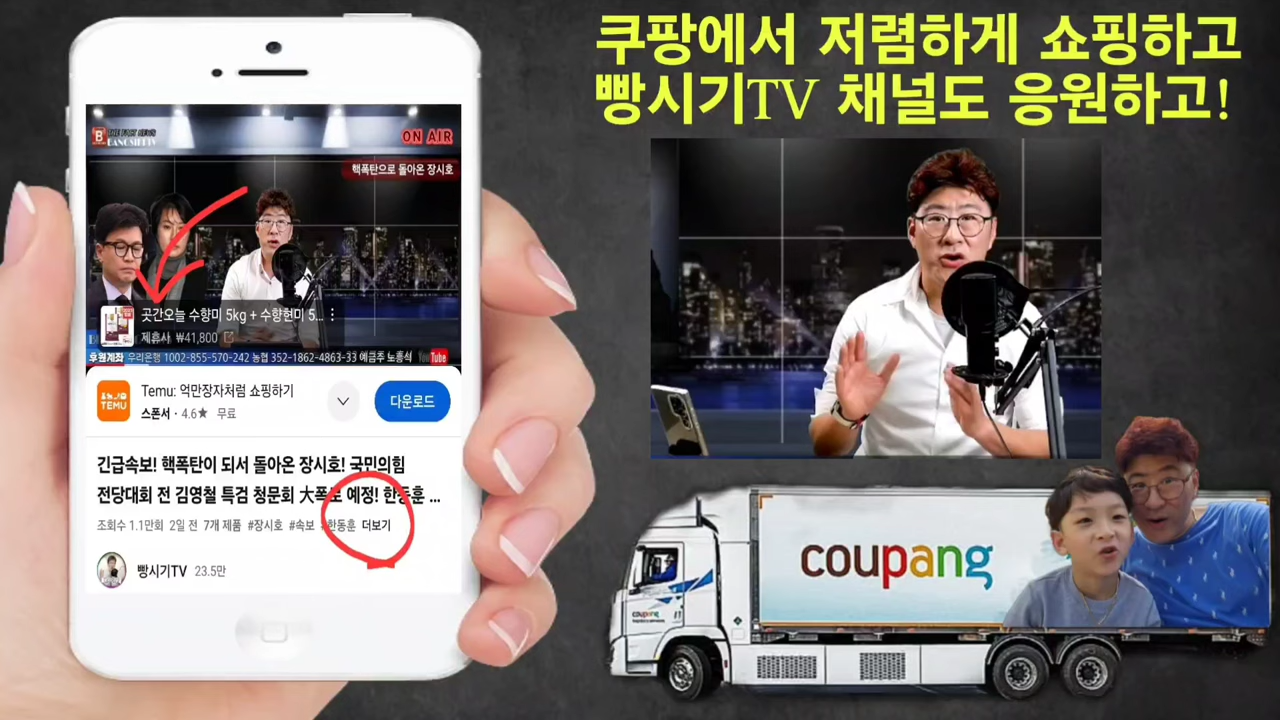 쿠팡에서 저렴하게 쇼핑하고
빵시기TV 채널도 응원하고!
B
THE FACT NEWS
BANGSIKI TV
ON AIR
핵폭탄으로 돌아온 장시호
곳간오늘 수향미 5kg + 수향현미 5...
제휴사 ₩41,800
후원계좌 우리은행 1002-855-570-242 농협 352-1862-4863-33 예금주 노종석
YouTube
TEMU
Temu: 억만장자처럼 쇼핑하기
스폰서 · 4.6★ 무료
다운로드
긴급속보! 핵폭탄이 되서 돌아온 장시호! 국민의힘
전당대회 전 김영철 특검 청문회 大폭로 예정! 한동훈 ...
조회수 1.1만회 2일 전 7개 제품 #장시호 #속보 #한동훈 더보기
빵시기TV 23.5만
coupang
coupang